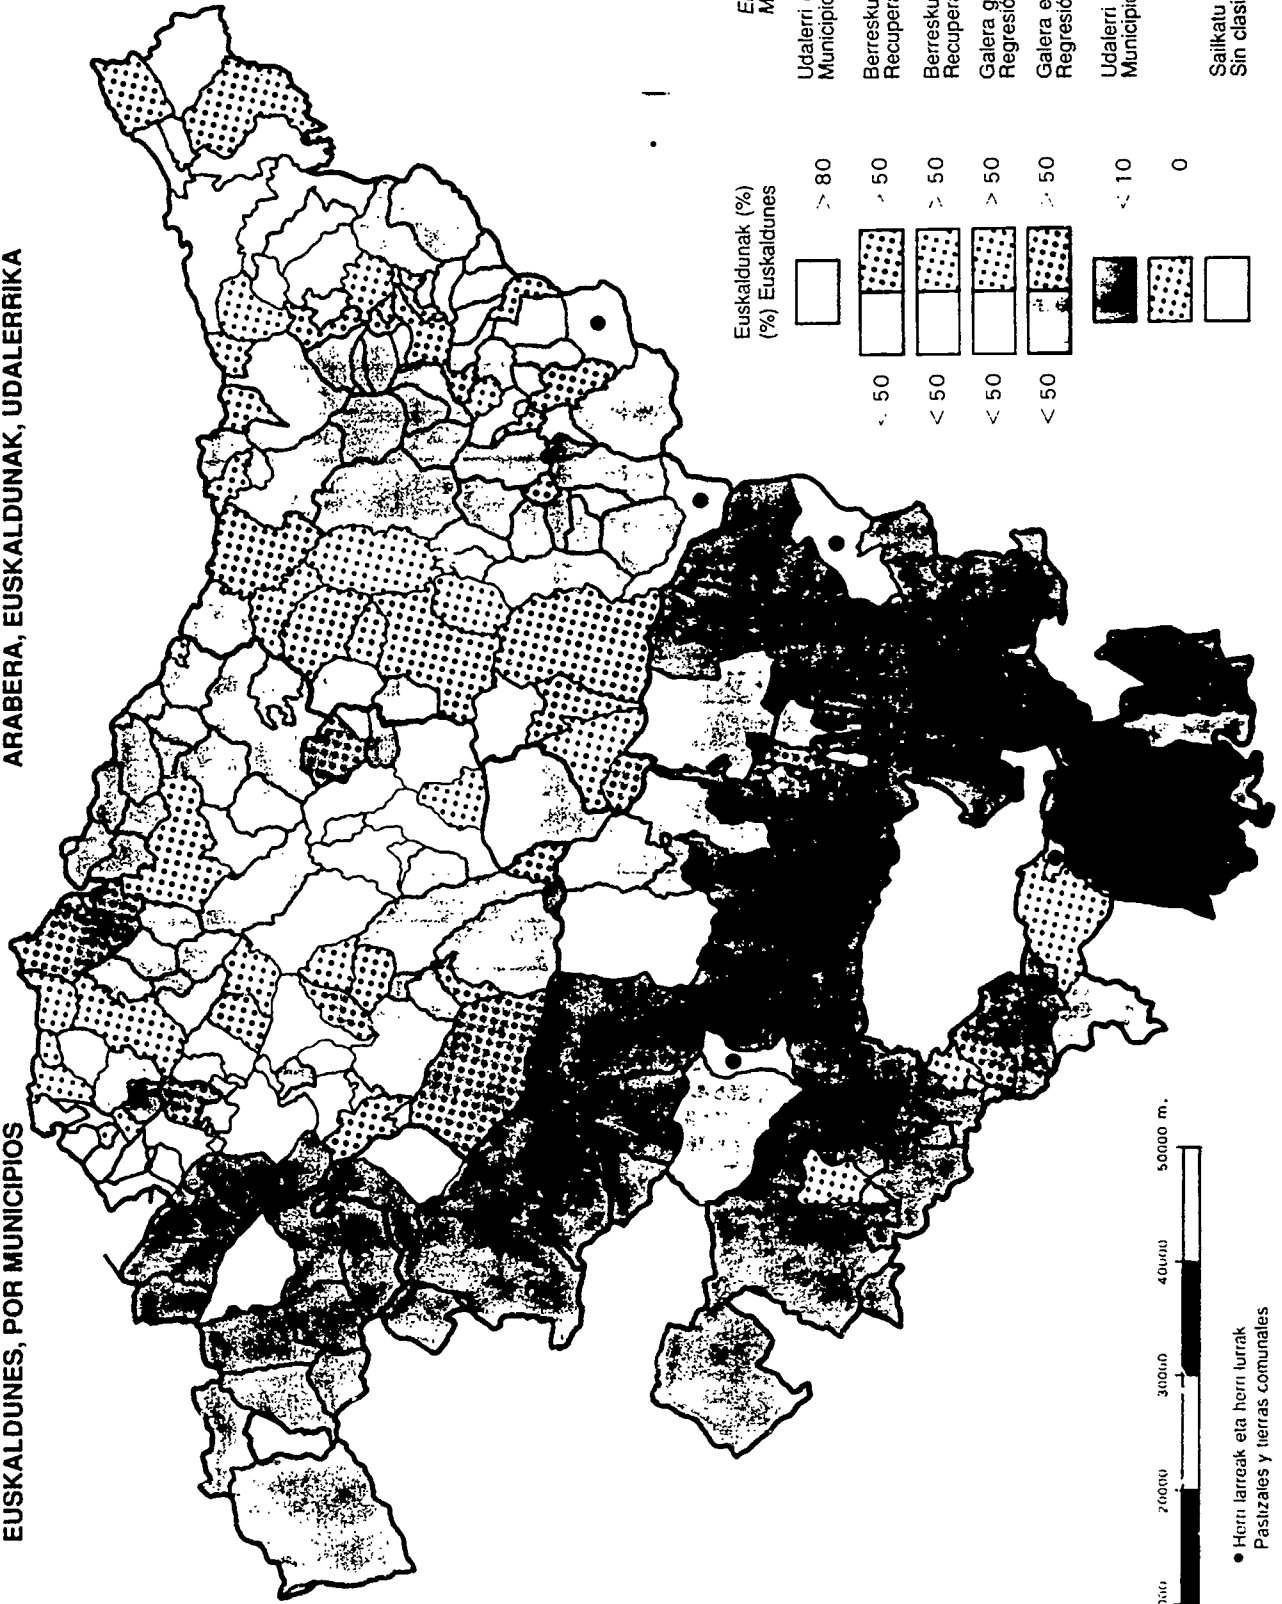 EUSKALDUNES, POR MUNICIPIOS
ARABERA, EUSKALDUNAK, UDALERRIKA
Euskaldunak (%)
(%) Euskaldunes
> 80
Udalerri
Municipio
< 50
> 50
Berresku
Recupera
< 50
> 50
Berresku
Recupera
< 50
> 50
Galera g
Regresió
< 50
> 50
Galera e
Regresió
< 10
Udalerri
Municipio
0
Sailkatu
Sin clasi
20000
30000
40000
50000 m.
● Herri larreak eta herri lurrak
Pastizales y tierras comunales